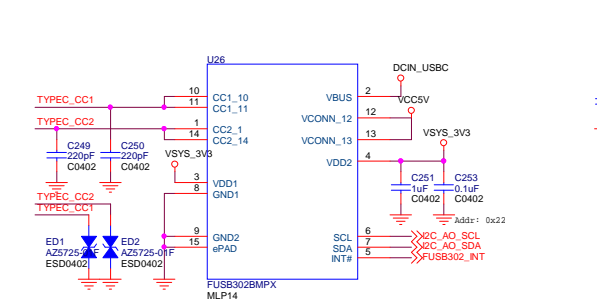 U26
DCIN_USBC
TYPEC_CC1
10
CC1_10
VBUS
2
11
CC1_11
VCC5V
VCONN_12
12
TYPEC_CC2
1
CC2_1
14
CC2_14
VCONN_13
13
VSYS_3V3
C249
220pF
C0402
C250
220pF
C0402
VSYS_3V3
VDD2
4
3
VDD1
8
GND1
C251
1uF
C0402
C253
0.1uF
C0402
TYPEC_CC2
TYPEC_CC1
Addr: 0x22
9
GND2
15
ePAD
SCL
6
I2C_AO_SCL
SDA
7
I2C_AO_SDA
INT#
5
FUSB302_INT
ED1
AZ5725-01F
ESD0402
ED2
AZ5725-01F
ESD0402
FUSB302BMPX
MLP14